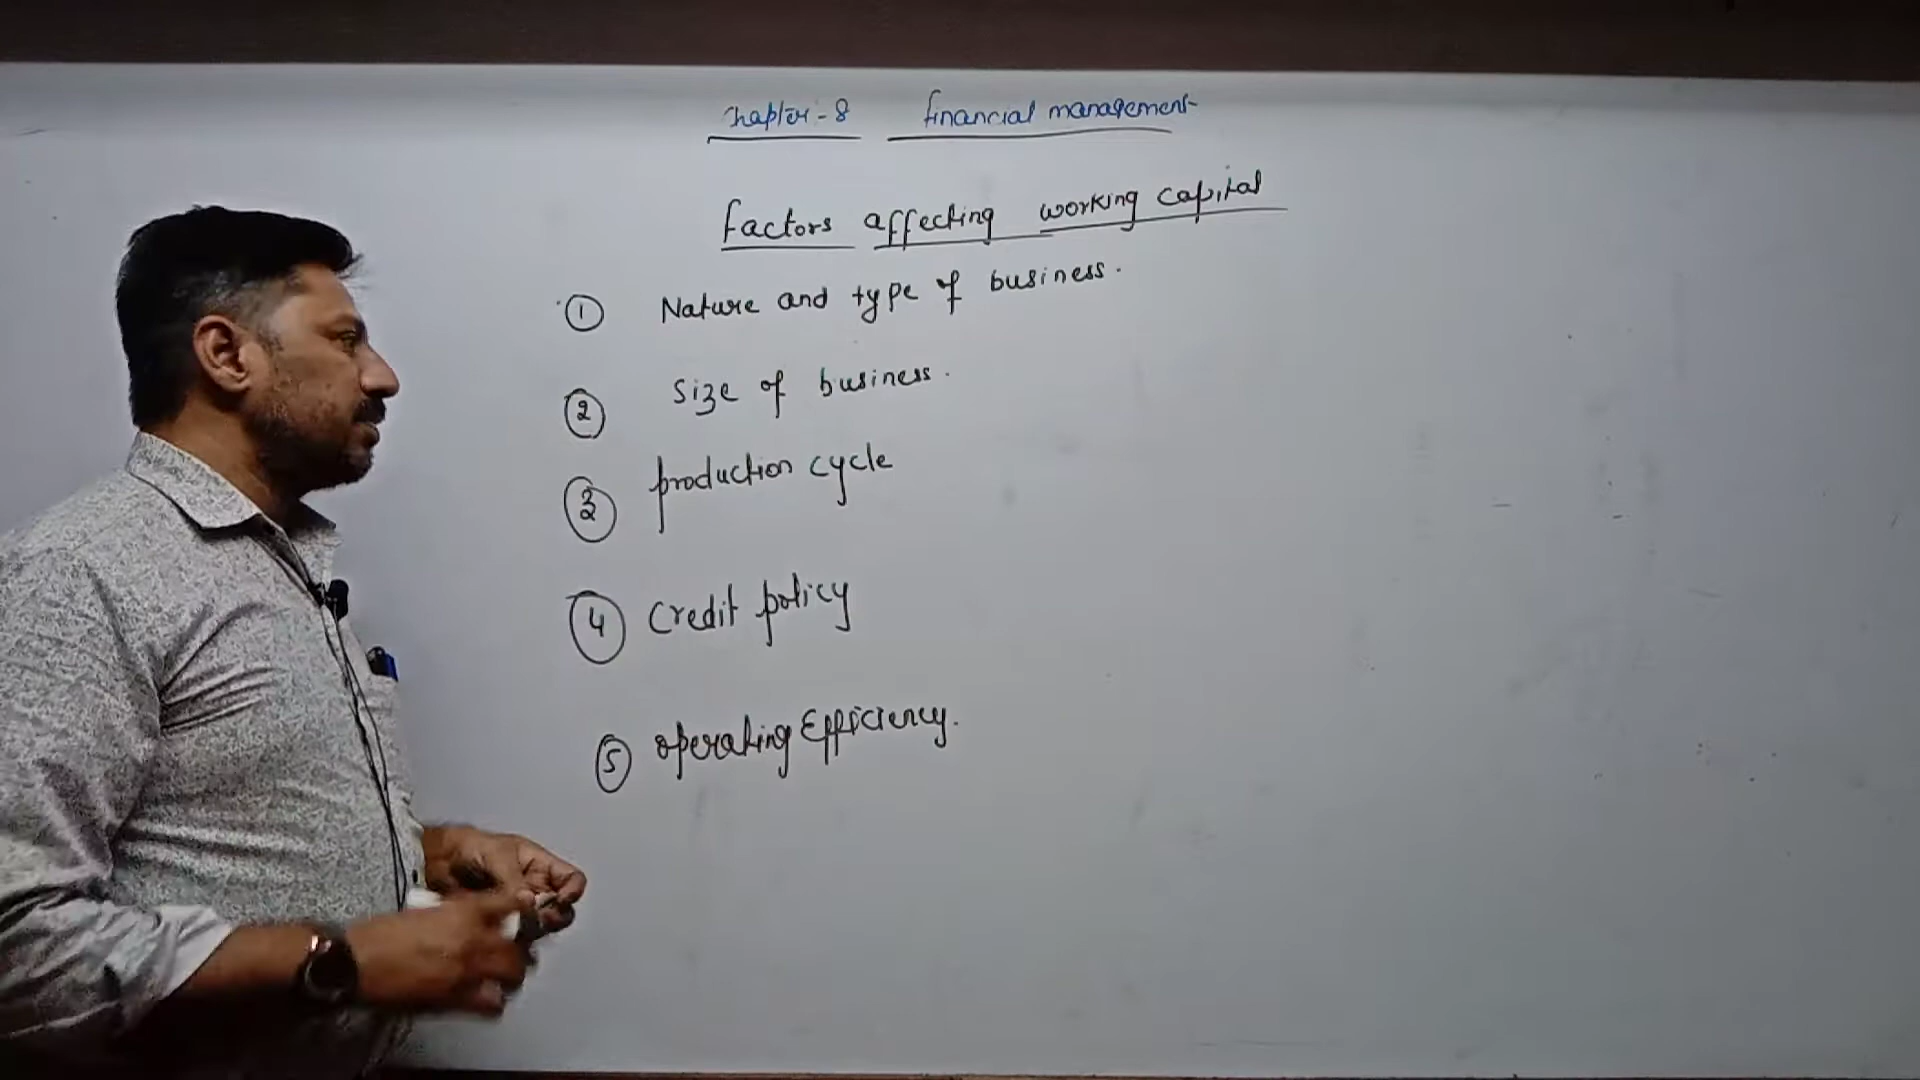 Chapter-8 financial management
factors affecting working capital
① Nature and type of business.
② Size of business.
③ production cycle
④ credit policy
⑤ operating Efficiency.